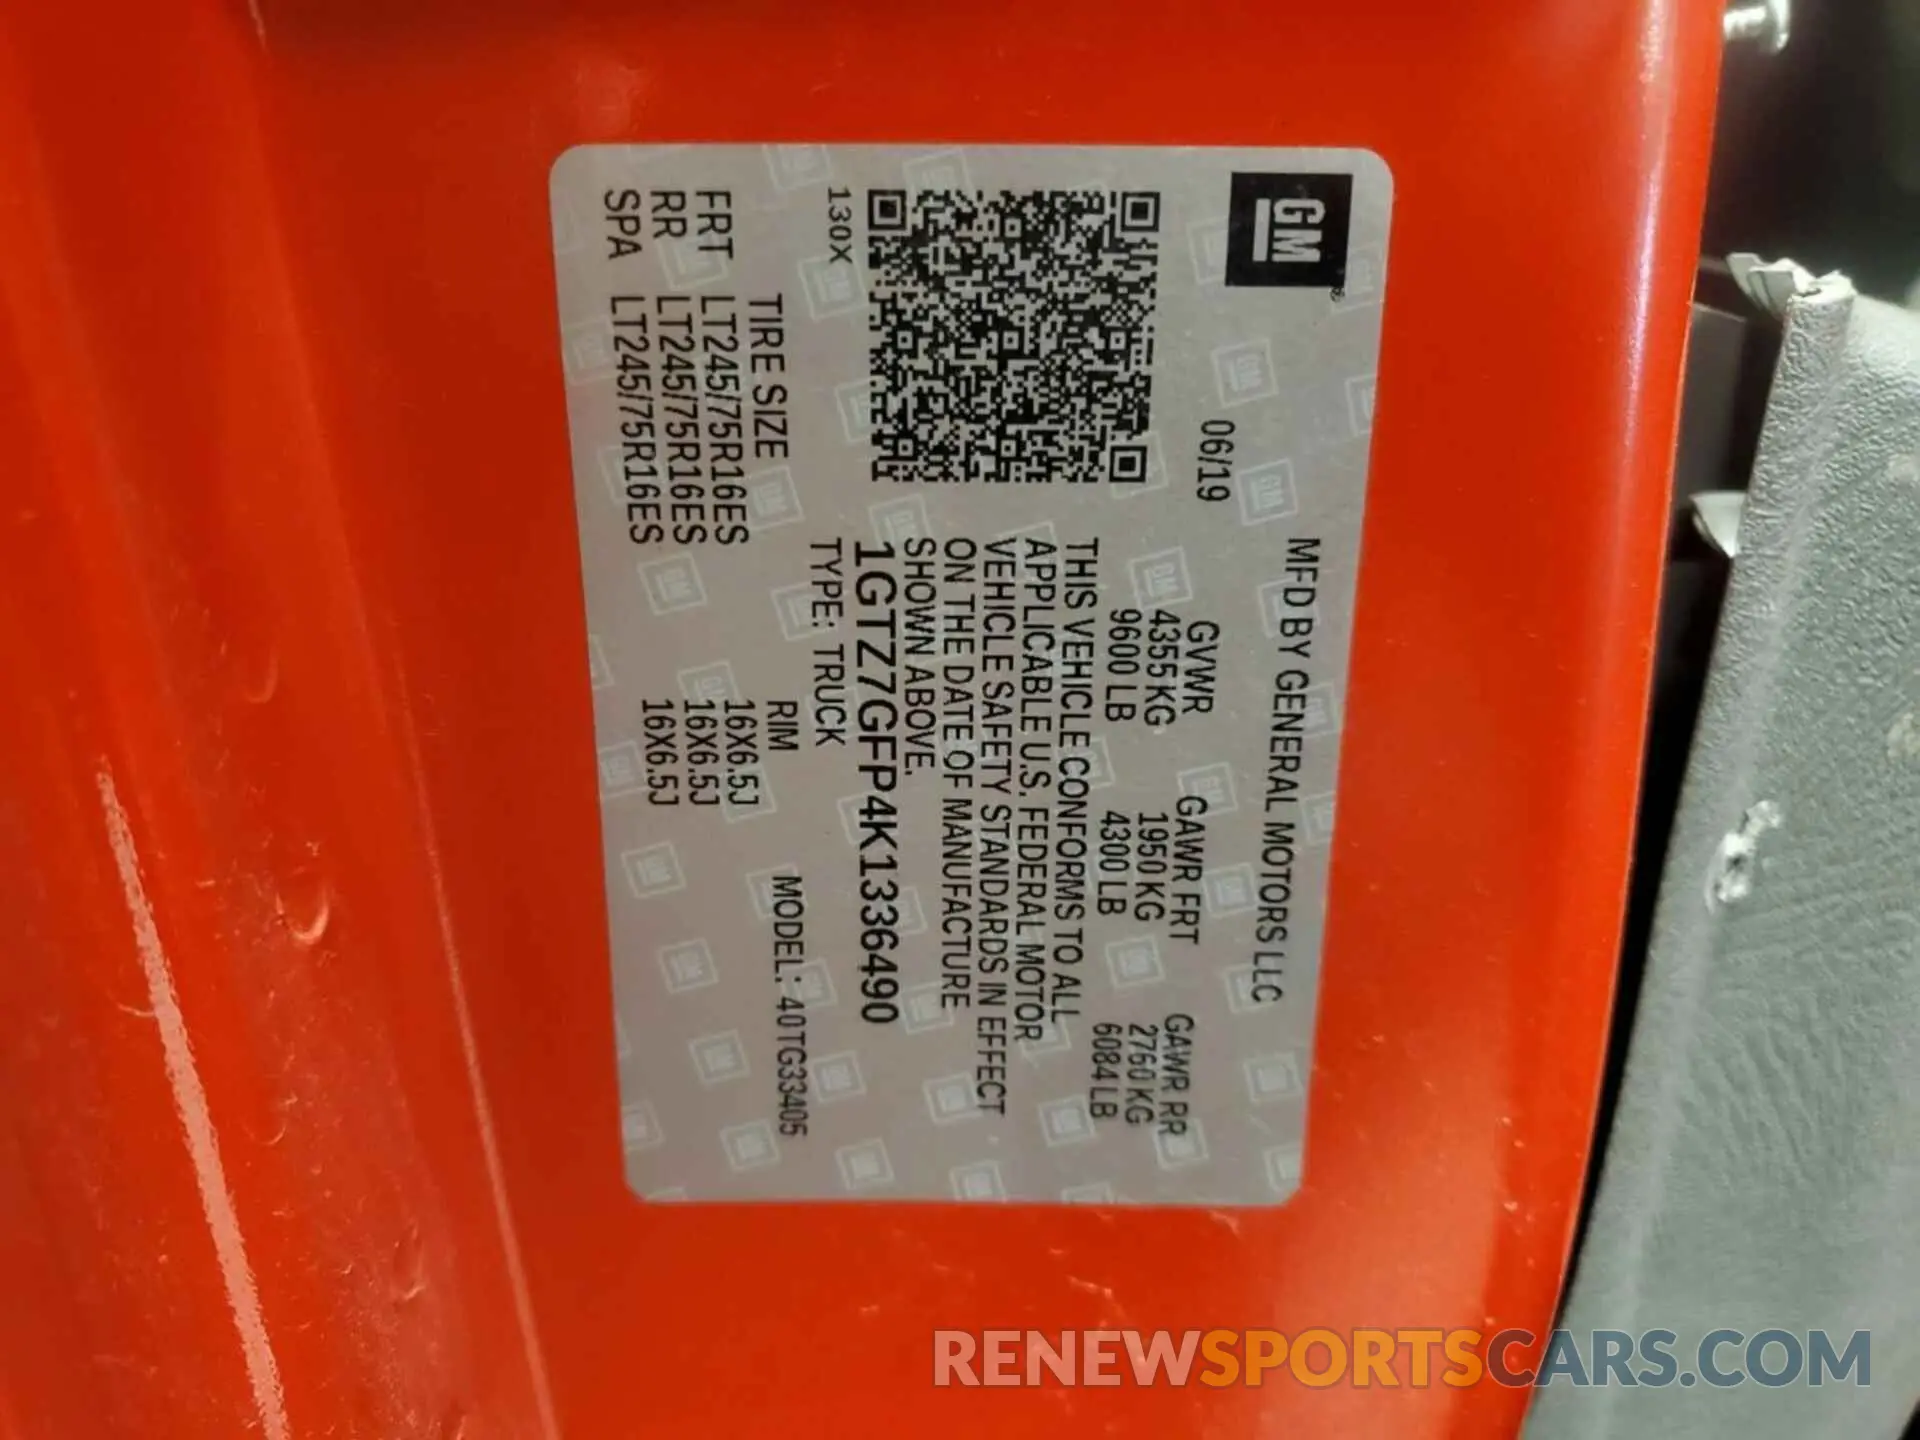 GM
MFD BY GENERAL MOTORS LLC
06/19
GVWR GAWR FRT GAWR RR
4355 KG 1950 KG 2760 KG
9600 LB 4300 LB 6084 LB
THIS VEHICLE CONFORMS TO ALL
APPLICABLE U.S. FEDERAL MOTOR
VEHICLE SAFETY STANDARDS IN EFFECT
ON THE DATE OF MANUFACTURE
SHOWN ABOVE.
1GTZ7GFP4K1336490
130X
TYPE: TRUCK MODEL: 40TG33405
TIRE SIZE RIM
FRT LT245/75R16ES 16X6.5J
RR LT245/75R16ES 16X6.5J
SPA LT245/75R16ES 16X6.5J
RENEWSPORTSCARS.COM